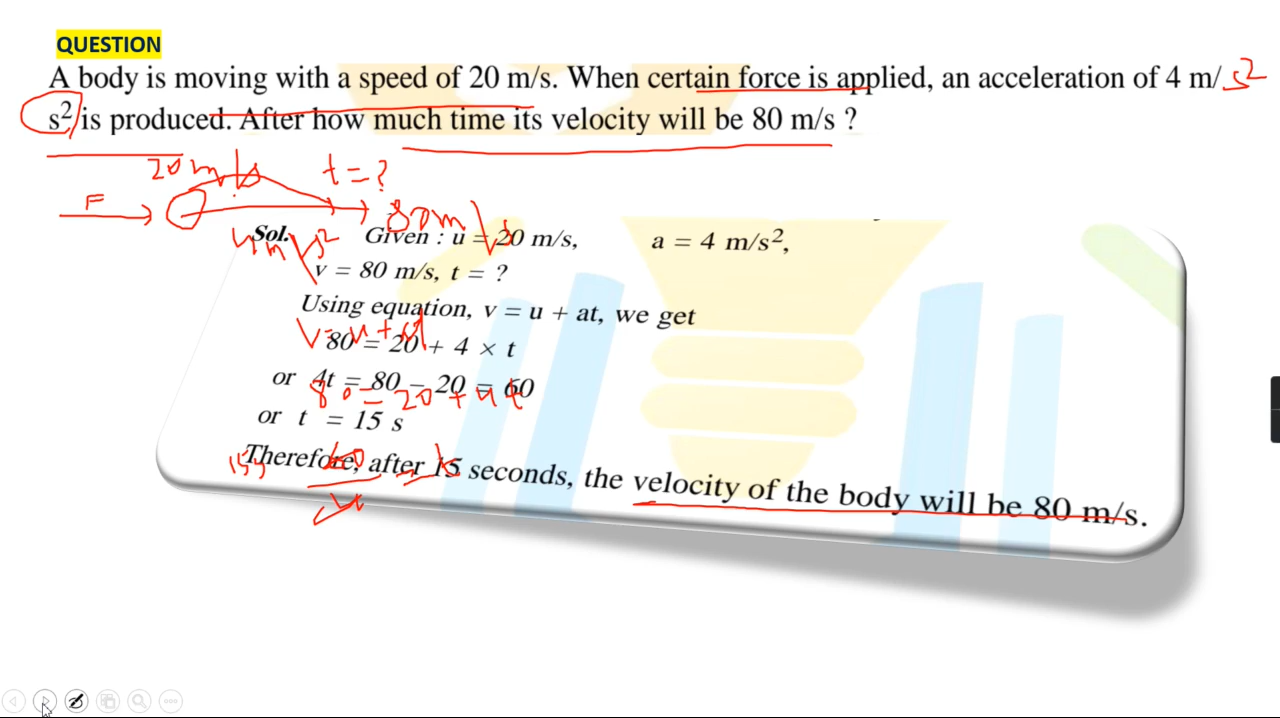 QUESTION
A body is moving with a speed of 20 m/s. When certain force is applied, an acceleration of 4 m/ s²
s² is produced. After how much time its velocity will be 80 m/s ?
20 m/s
t = ?
F
80 m/s
4 m/s²
Sol. Given : u = 20 m/s, a = 4 m/s²,
v = 80 m/s, t = ?
Using equation, v = u + at, we get
v = u + at
80 = 20 + 4 × t
or 4t = 80 – 20 = 60
80 = 20 + 4t
or t = 15 s
Therefore, after 15 seconds, the velocity of the body will be 80 m/s.
60
4